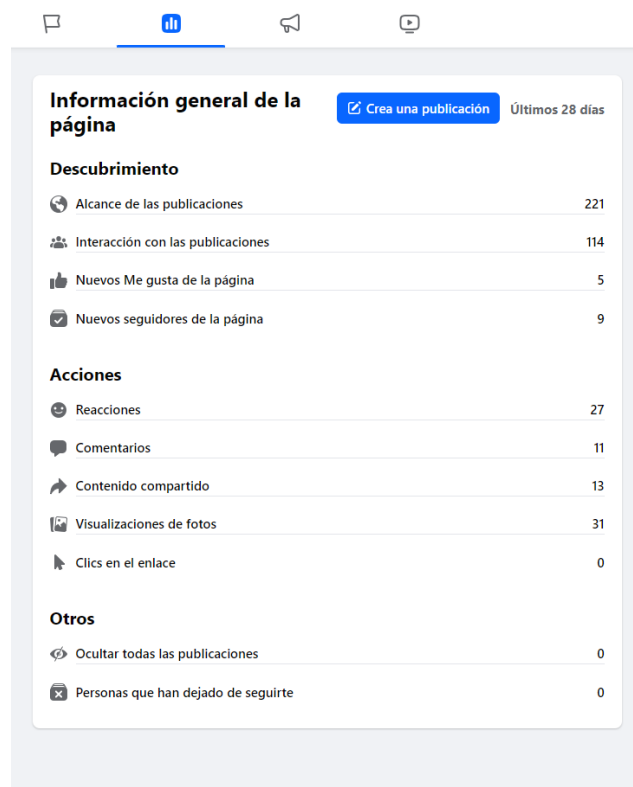 Información general de la
página
Crea una publicación
Últimos 28 días
Descubrimiento
Alcance de las publicaciones 221
Interacción con las publicaciones 114
Nuevos Me gusta de la página 5
Nuevos seguidores de la página 9
Acciones
Reacciones 27
Comentarios 11
Contenido compartido 13
Visualizaciones de fotos 31
Clics en el enlace 0
Otros
Ocultar todas las publicaciones 0
Personas que han dejado de seguirte 0